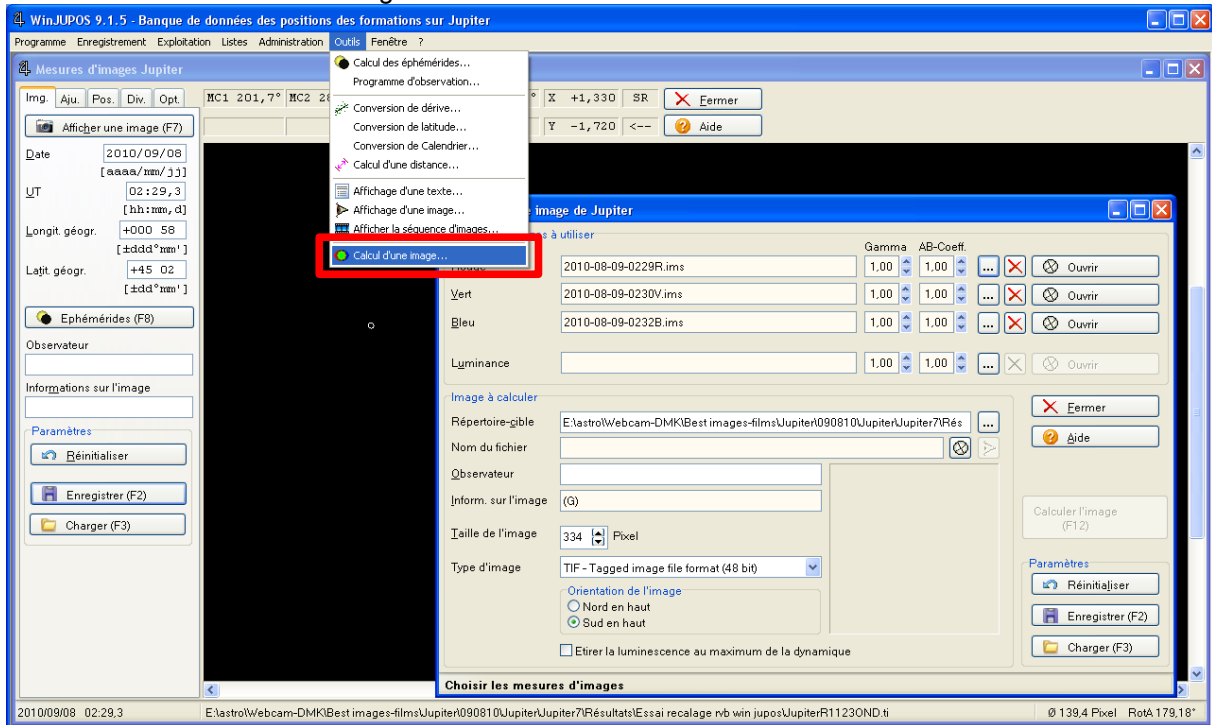 WinJUPOS 9.1.5 - Banque de données des positions des formations sur Jupiter
Programme Enregistrement Exploitation Listes Administration Outils Fenêtre ?
Mesures d'images Jupiter
Img. Aju. Pos. Div. Opt.
MC1 201,7° MC2 28
° X +1,330 SR Fermer
Afficher une image (F7)
Y -1,720 <-- Aide
Date 2010/09/08
[aaaa/mm/jj]
UT 02:29,3
[hh:mm,d]
Longit. géogr. +000 58
[±ddd°mm']
Latit. géogr. +45 02
[±dd°mm']
Ephémérides (F8)
Observateur
Informations sur l'image
Paramètres
Réinitialiser
Enregistrer (F2)
Charger (F3)
Calcul des éphémérides...
Programme d'observation...
Conversion de dérive...
Conversion de latitude...
Conversion de Calendrier...
Calcul d'une distance...
Affichage d'une texte...
Affichage d'une image...
Afficher la séquence d'images...
Calcul d'une image...
image de Jupiter
à utiliser
Gamma AB-Coeff.
2010-08-09-0229R.ims 1,00 1,00 ... Ouvrir
Vert 2010-08-09-0230V.ims 1,00 1,00 ... Ouvrir
Bleu 2010-08-09-0232B.ims 1,00 1,00 ... Ouvrir
Luminance 1,00 1,00 ... Ouvrir
Image à calculer
Répertoire-cible E:\astro\Webcam-DMK\Best images-films\Jupiter\090810\Jupiter\Jupiter7\Rés ...
Nom du fichier
Observateur
Inform. sur l'image (G)
Taille de l'image 334 Pixel
Type d'image TIF - Tagged image file format (48 bit)
Orientation de l'image
Nord en haut
Sud en haut
Etirer la luminescence au maximum de la dynamique
Fermer
Aide
Calculer l'image
(F12)
Paramètres
Réinitialiser
Enregistrer (F2)
Charger (F3)
Choisir les mesures d'images
2010/09/08 02:29,3 E:\astro\Webcam-DMK\Best images-films\Jupiter\090810\Jupiter\Jupiter7\Résultats\Essai recalage rvb win jupos\JupiterR1123OND.ti Ø 139,4 Pixel RotA 179,18°